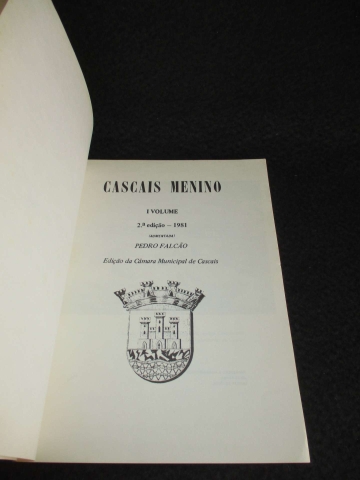 CASCAIS MENINO
I VOLUME
2.ª edição — 1981
PEDRO FALCÃO
Edição da Câmara Municipal de Cascais